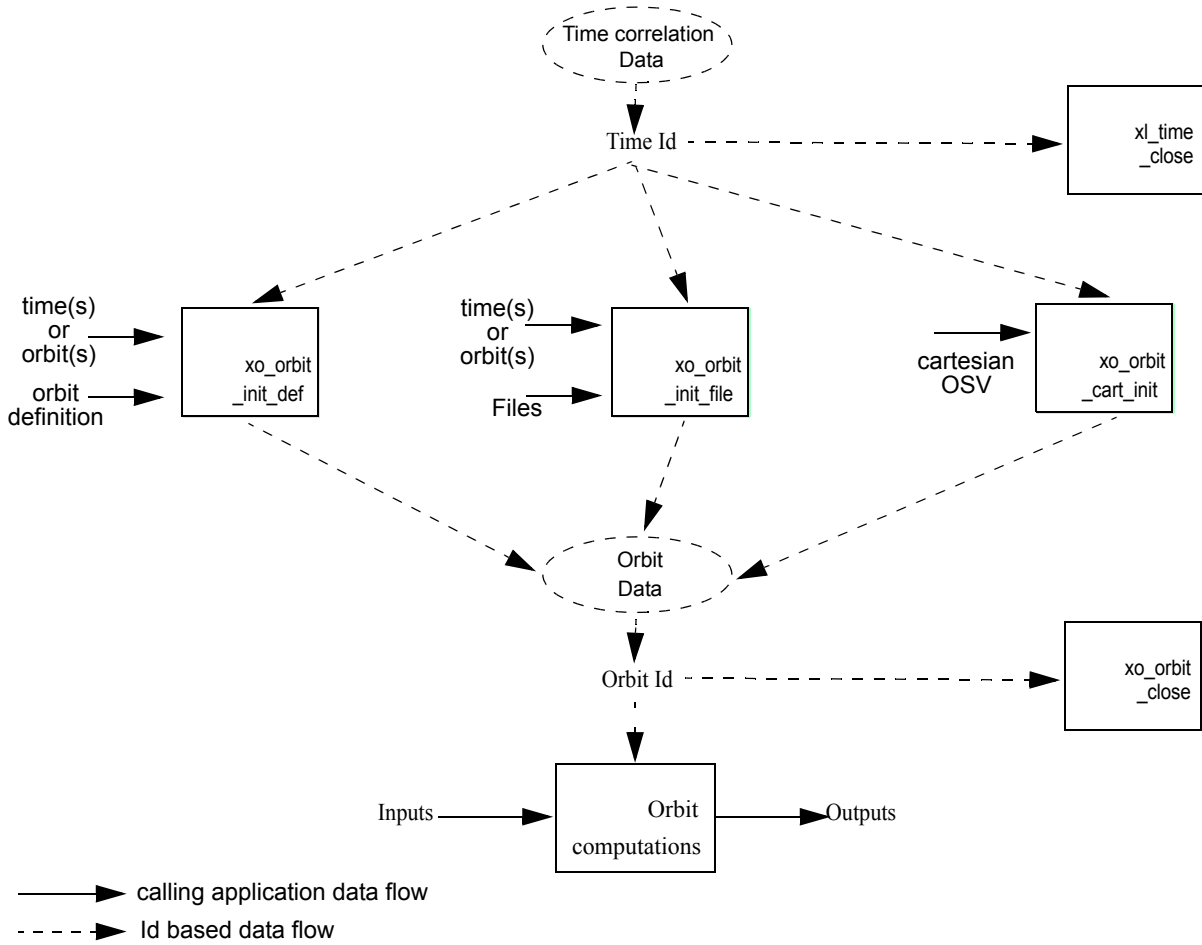 Time correlation
Data
Time Id
xl_time
_close
time(s)
or
orbit(s)
orbit
definition
xo_orbit
_init_def
time(s)
or
orbit(s)
Files
xo_orbit
_init_file
cartesian
OSV
xo_orbit
_cart_init
Orbit
Data
Orbit Id
xo_orbit
_close
Inputs
Orbit
computations
Outputs
calling application data flow
Id based data flow